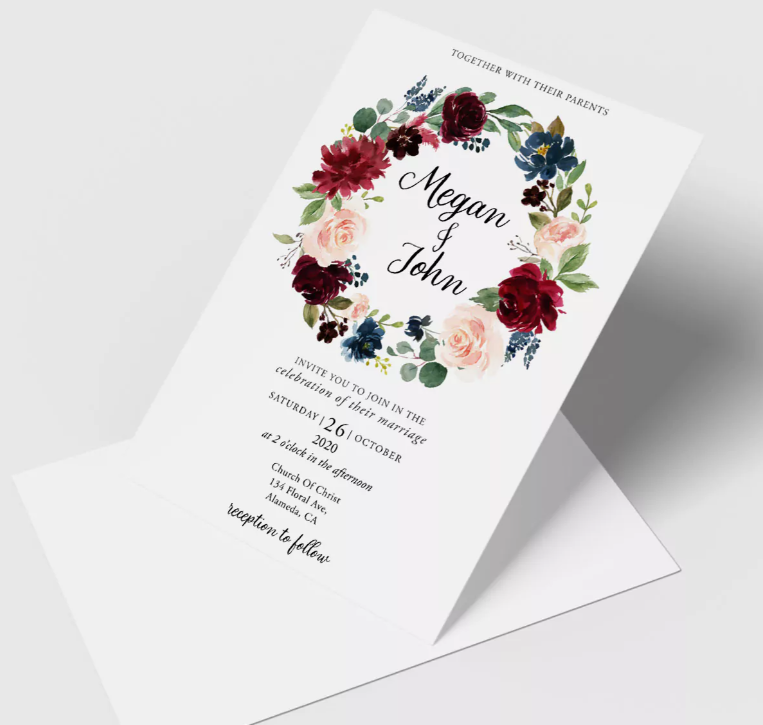 TOGETHER WITH THEIR PARENTS
Megan
&
John
INVITE YOU TO JOIN IN THE
celebration of their marriage
SATURDAY | 26 | OCTOBER
2020
at 2 o'clock in the afternoon
Church Of Christ
134 Floral Ave,
Alameda, CA
reception to follow